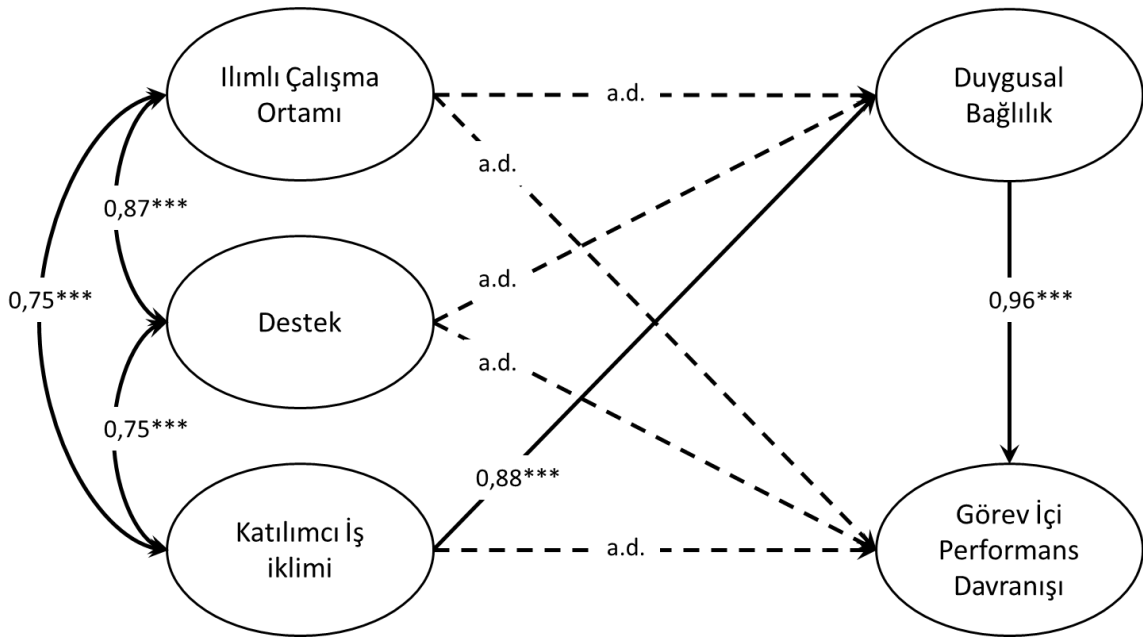 Ilımlı Çalışma
Ortamı
a.d.
Duygusal
Bağlılık
a.d.
0,87***
a.d.
0,75***
Destek
0,96***
a.d.
0,75***
0,88***
Katılımcı İş
iklimi
a.d.
Görev İçi
Performans
Davranışı